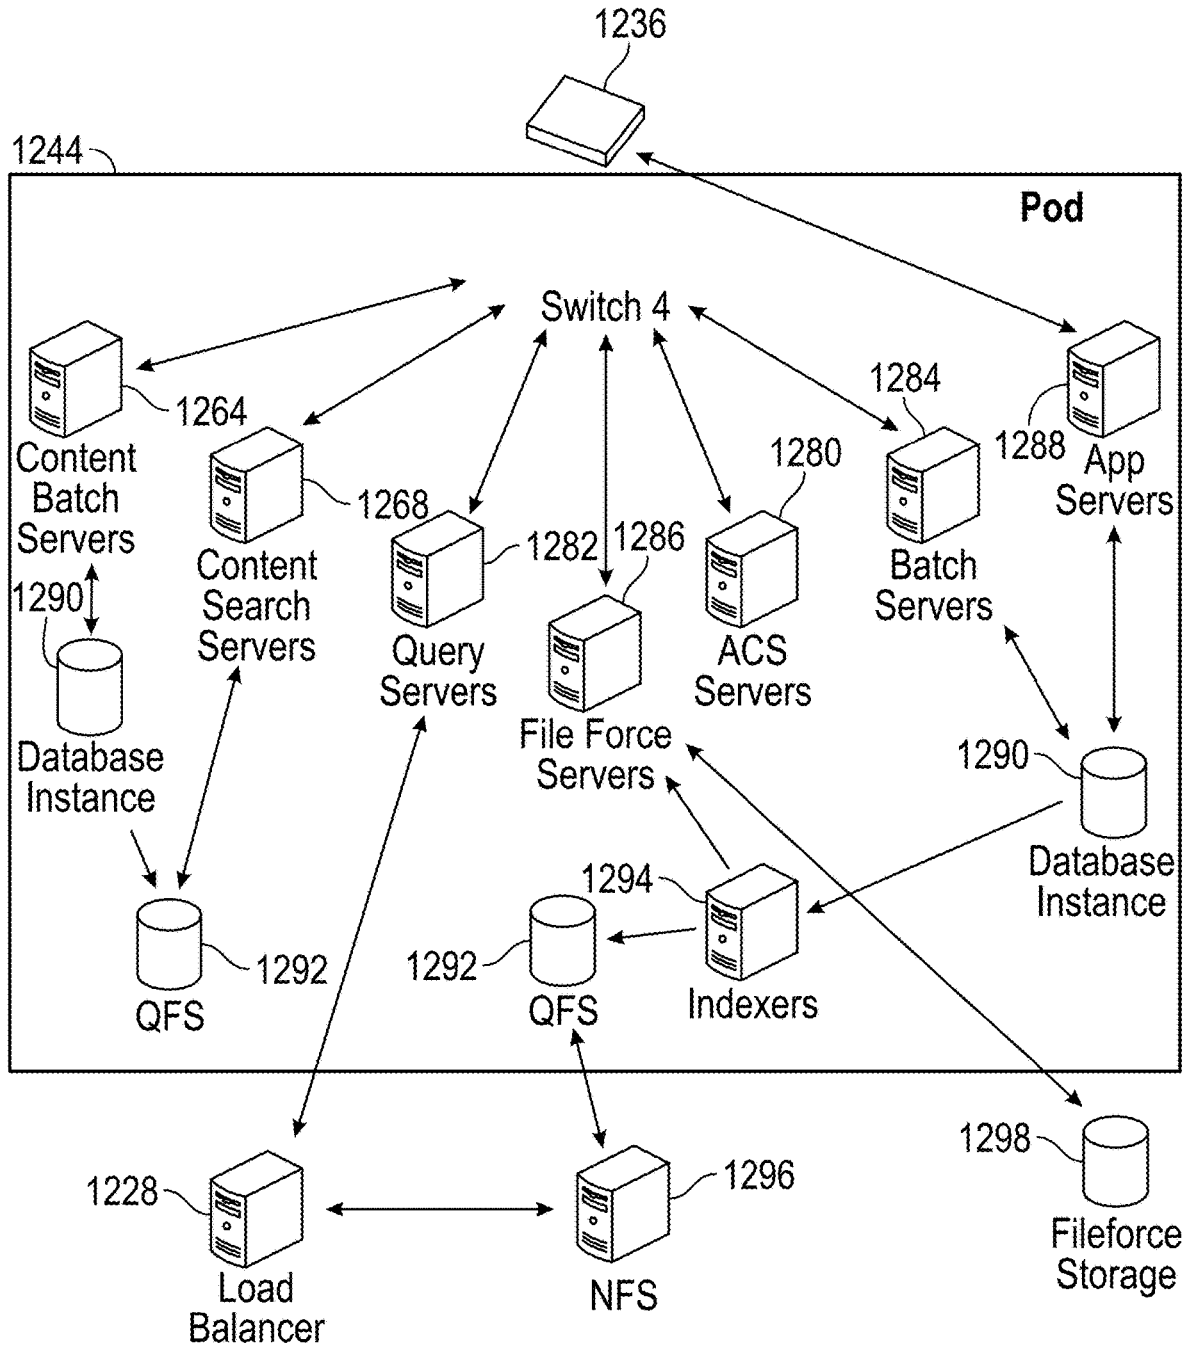 1236
1244
Pod
Switch 4
1264
Content
Batch
Servers
1268
Content
Search
Servers
1282
Query
Servers
1286
File Force
Servers
1280
ACS
Servers
1284
Batch
Servers
1288
App
Servers
1290
Database
Instance
1290
Database
Instance
1292
QFS
1292
QFS
1294
Indexers
1228
Load
Balancer
1296
NFS
1298
Fileforce
Storage